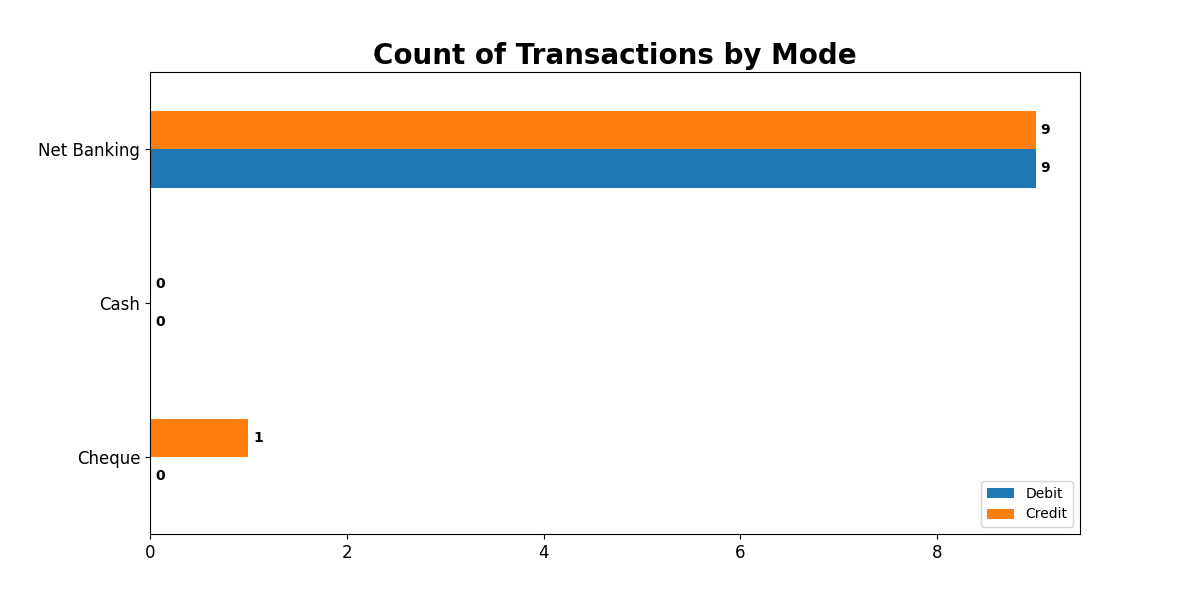 Count of Transactions by Mode
Net Banking
9
9
Cash
0
0
Cheque
1
0
Debit
Credit
0 2 4 6 8